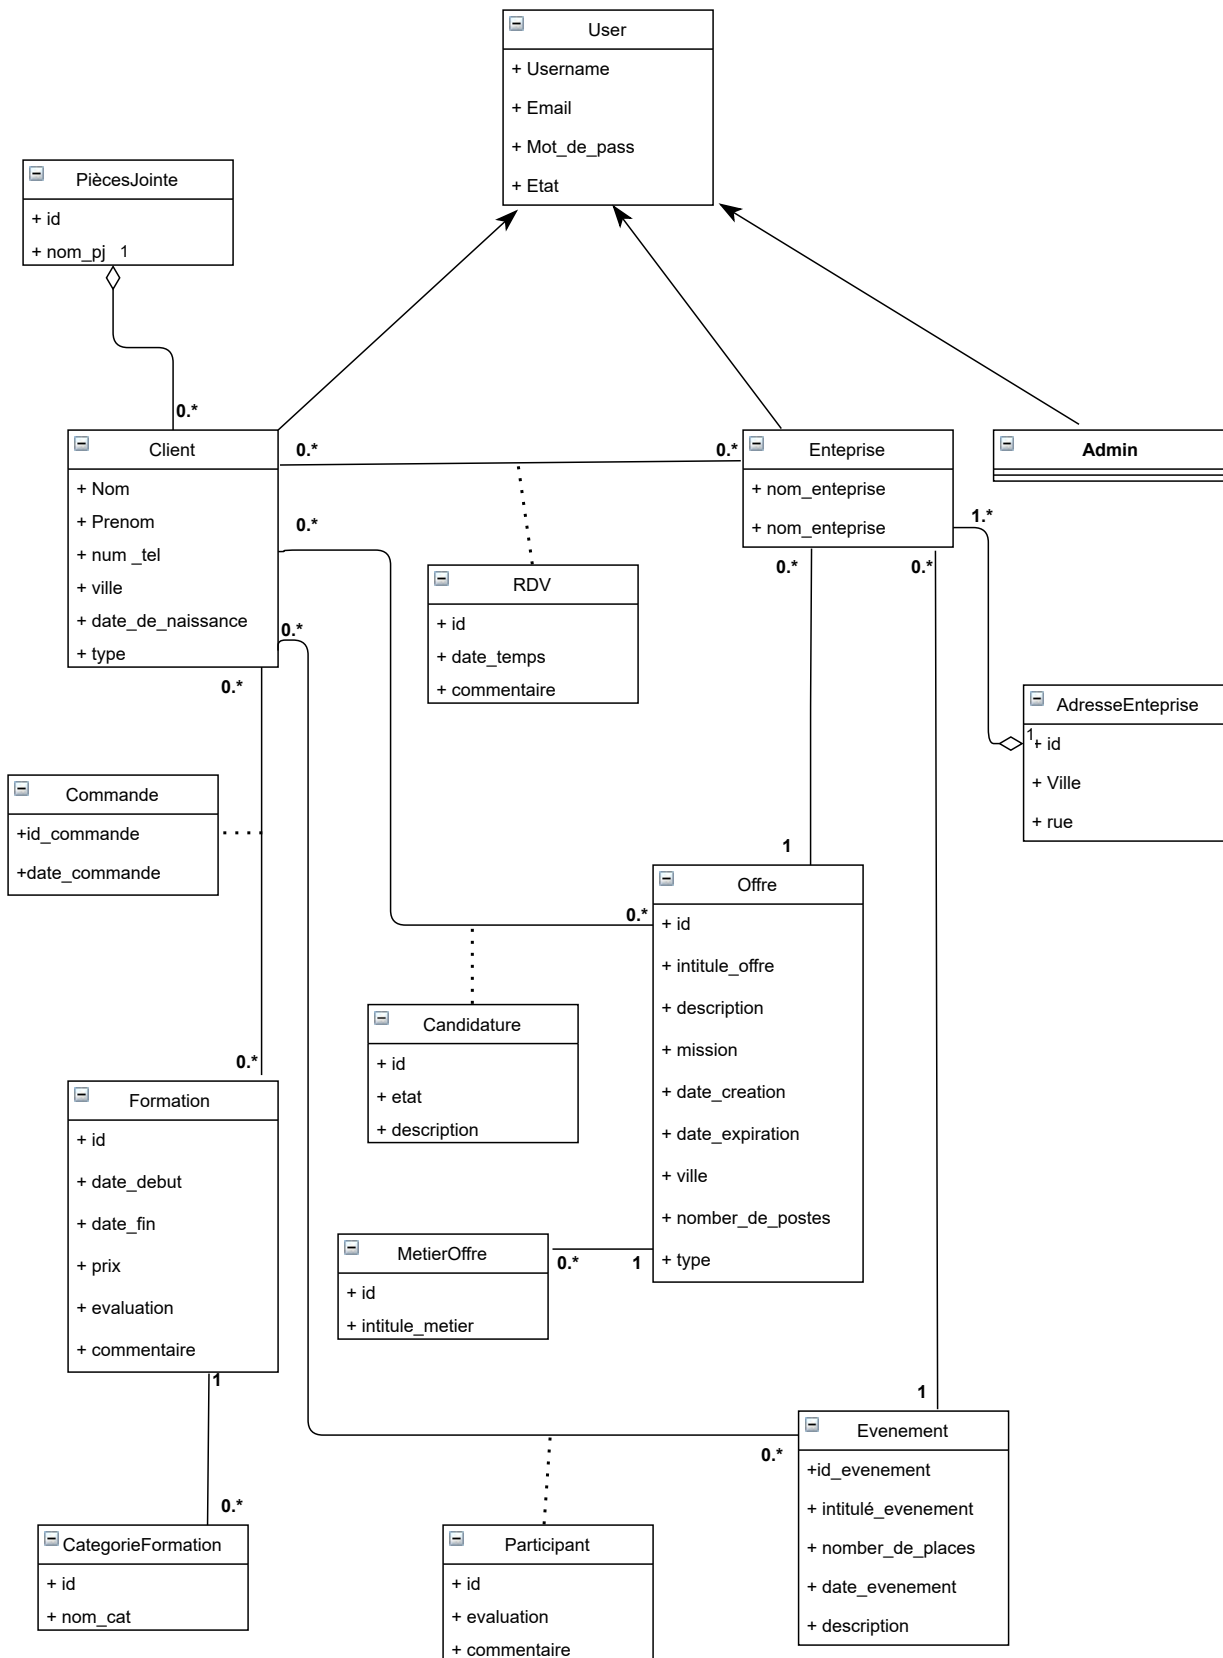 User
+ Username
+ Email
+ Mot_de_pass
+ Etat
PiècesJointe
+ id
+ nom_pj 1
0.*
Client
+ Nom
+ Prenom
+ num _tel
+ ville
+ date_de_naissance
+ type
0.*
0.*
Enteprise
+ nom_enteprise
+ nom_enteprise
Admin
0.*
1.*
RDV
+ id
+ date_temps
+ commentaire
0.*
0.*
0.*
0.*
AdresseEnteprise
1
+ id
+ Ville
+ rue
Commande
+id_commande
+date_commande
1
Offre
+ id
+ intitule_offre
+ description
+ mission
+ date_creation
+ date_expiration
+ ville
+ nomber_de_postes
+ type
0.*
Candidature
+ id
+ etat
+ description
0.*
Formation
+ id
+ date_debut
+ date_fin
+ prix
+ evaluation
+ commentaire
MetierOffre
+ id
+ intitule_metier
0.*
1
1
1
Evenement
+id_evenement
+ intitulé_evenement
+ nomber_de_places
+ date_evenement
+ description
0.*
0.*
CategorieFormation
+ id
+ nom_cat
Participant
+ id
+ evaluation
+ commentaire